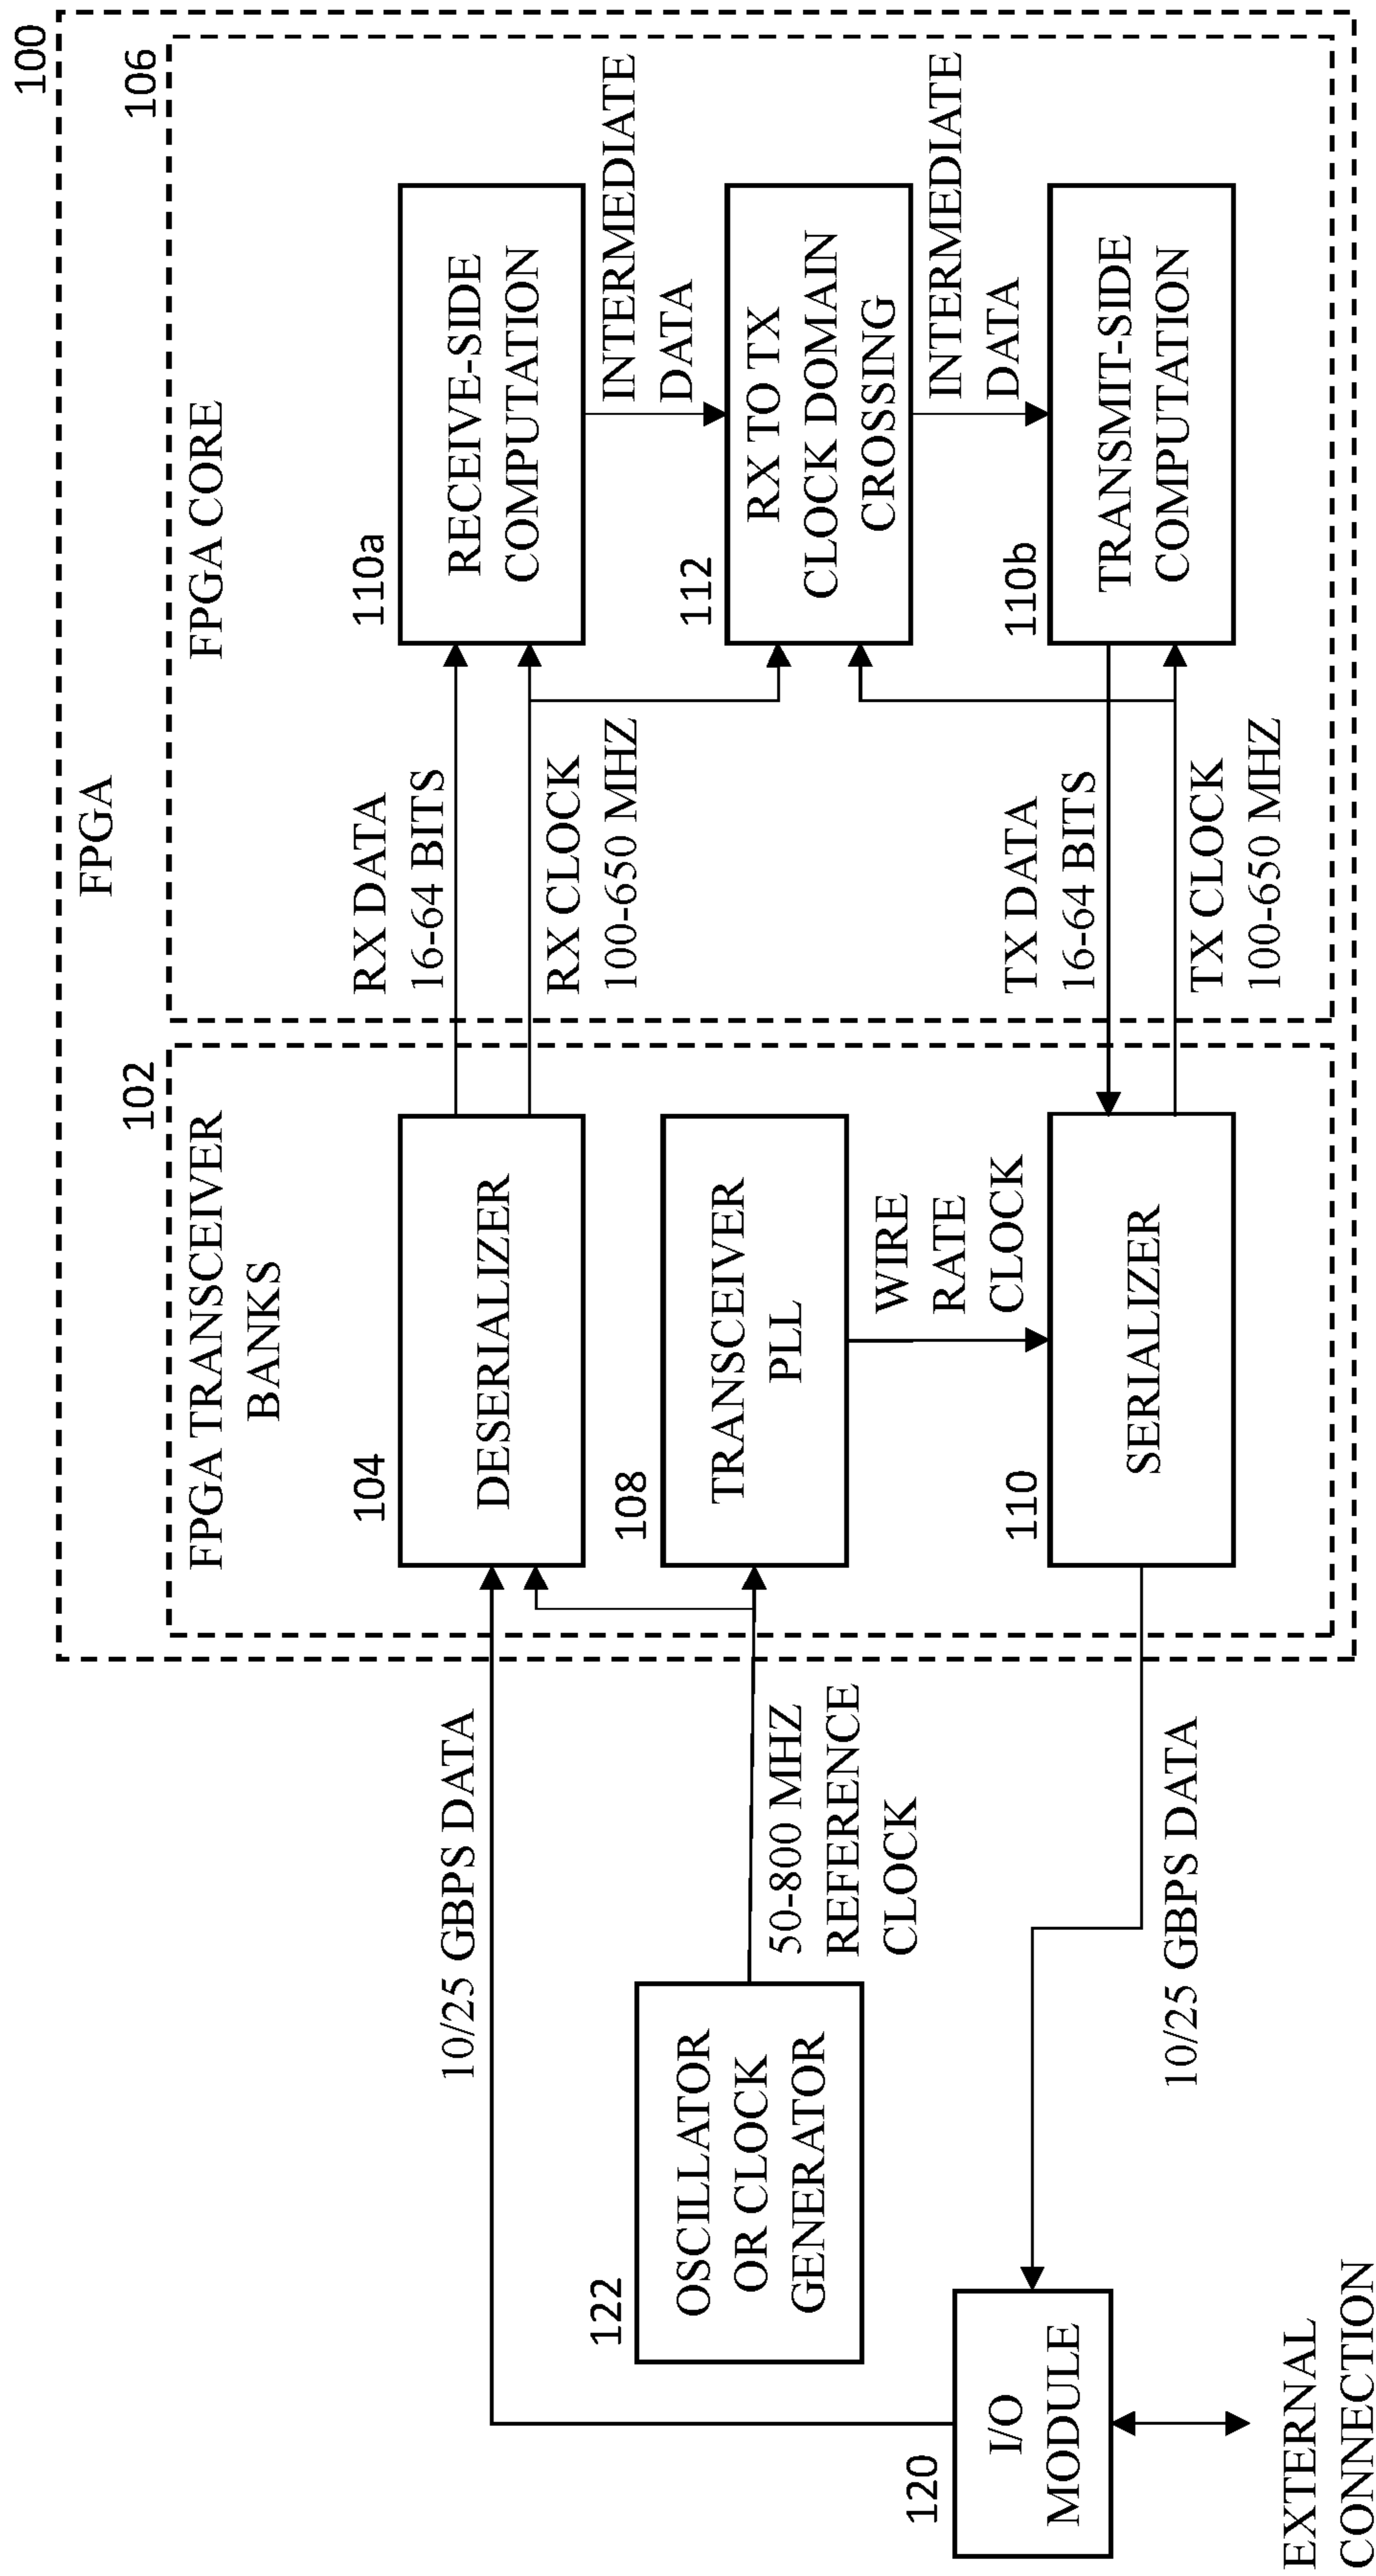 100
FPGA
106
FPGA CORE
102
FPGA TRANSCEIVER
BANKS
10/25 GBPS DATA
104
DESERIALIZER
RX DATA
16-64 BITS
RX CLOCK
100-650 MHZ
110a
RECEIVE-SIDE
COMPUTATION
INTERMEDIATE
DATA
122
OSCILLATOR
OR CLOCK
GENERATOR
50-800 MHZ
REFERENCE
CLOCK
108
TRANSCEIVER
PLL
WIRE
RATE
CLOCK
112
RX TO TX
CLOCK DOMAIN
CROSSING
INTERMEDIATE
DATA
120
I/O
MODULE
EXTERNAL
CONNECTION
10/25 GBPS DATA
110
SERIALIZER
TX DATA
16-64 BITS
TX CLOCK
100-650 MHZ
110b
TRANSMIT-SIDE
COMPUTATION